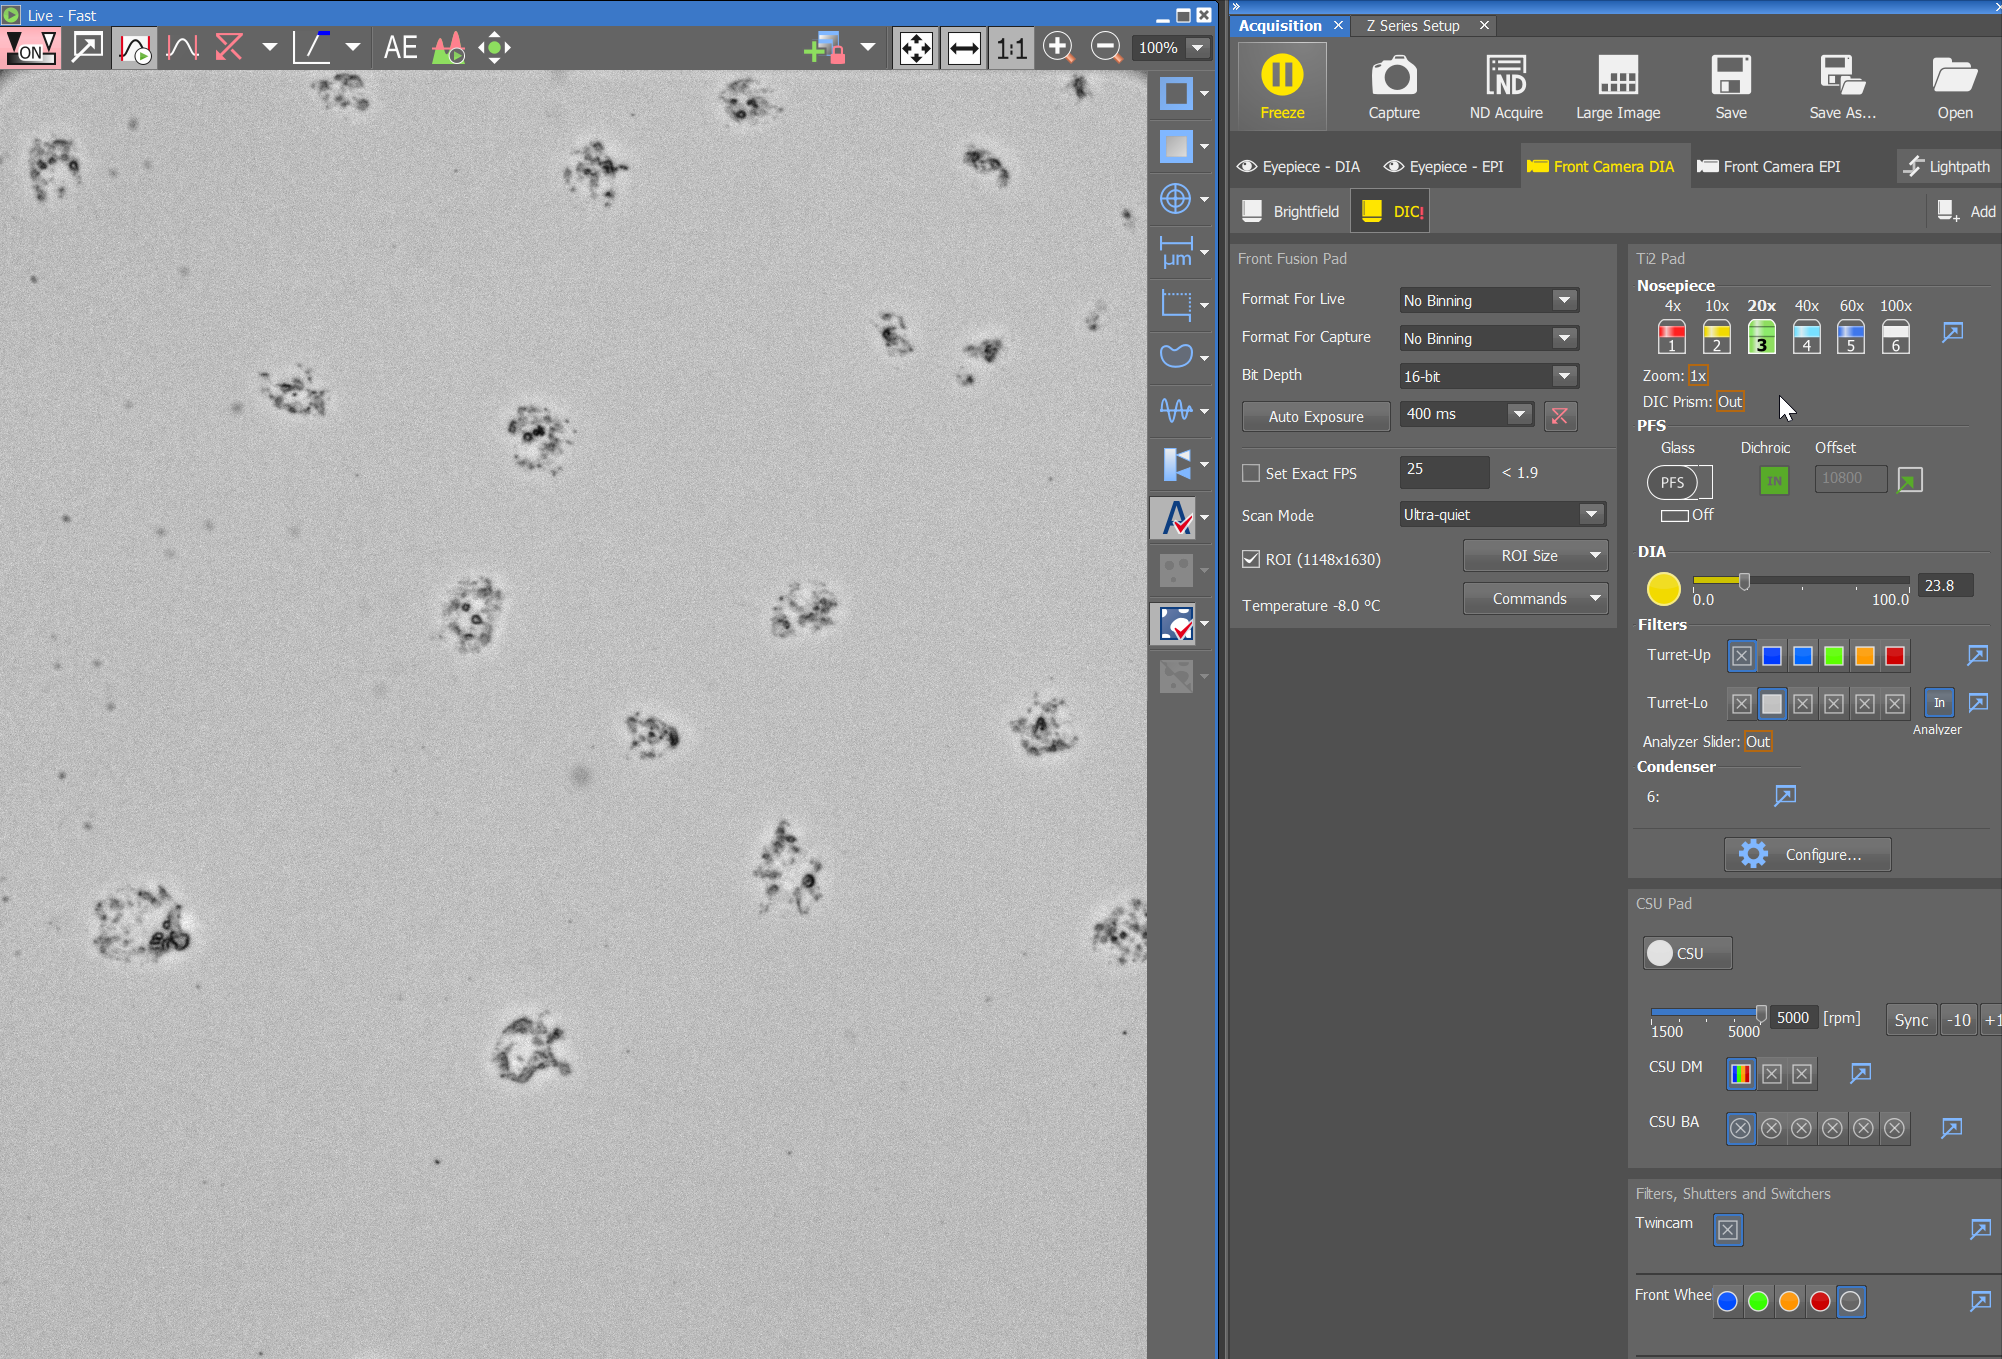 Live - Fast
ON
AE
1:1
100%
µm
Acquisition
Z Series Setup
Freeze
Capture
ND
ND Acquire
Large Image
Save
Save As...
Open
Eyepiece - DIA
Eyepiece - EPI
Front Camera DIA
Front Camera EPI
Lightpath
Brightfield
DIC!
Add
Front Fusion Pad
Format For Live
No Binning
Format For Capture
No Binning
Bit Depth
16-bit
Auto Exposure
400 ms
Set Exact FPS
25
< 1.9
Scan Mode
Ultra-quiet
ROI (1148x1630)
ROI Size
Temperature -8.0 °C
Commands
Ti2 Pad
Nosepiece
4x 10x 20x 40x 60x 100x
1 2 3 4 5 6
Zoom: 1x
DIC Prism: Out
PFS
Glass Dichroic Offset
PFS
IN
10800
Off
DIA
0.0
100.0
23.8
Filters
Turret-Up
Turret-Lo
In
Analyzer
Analyzer Slider: Out
Condenser
6:
Configure...
CSU Pad
CSU
1500
5000
5000
[rpm]
Sync
-10
+1
CSU DM
CSU BA
Filters, Shutters and Switchers
Twincam
Front Whee